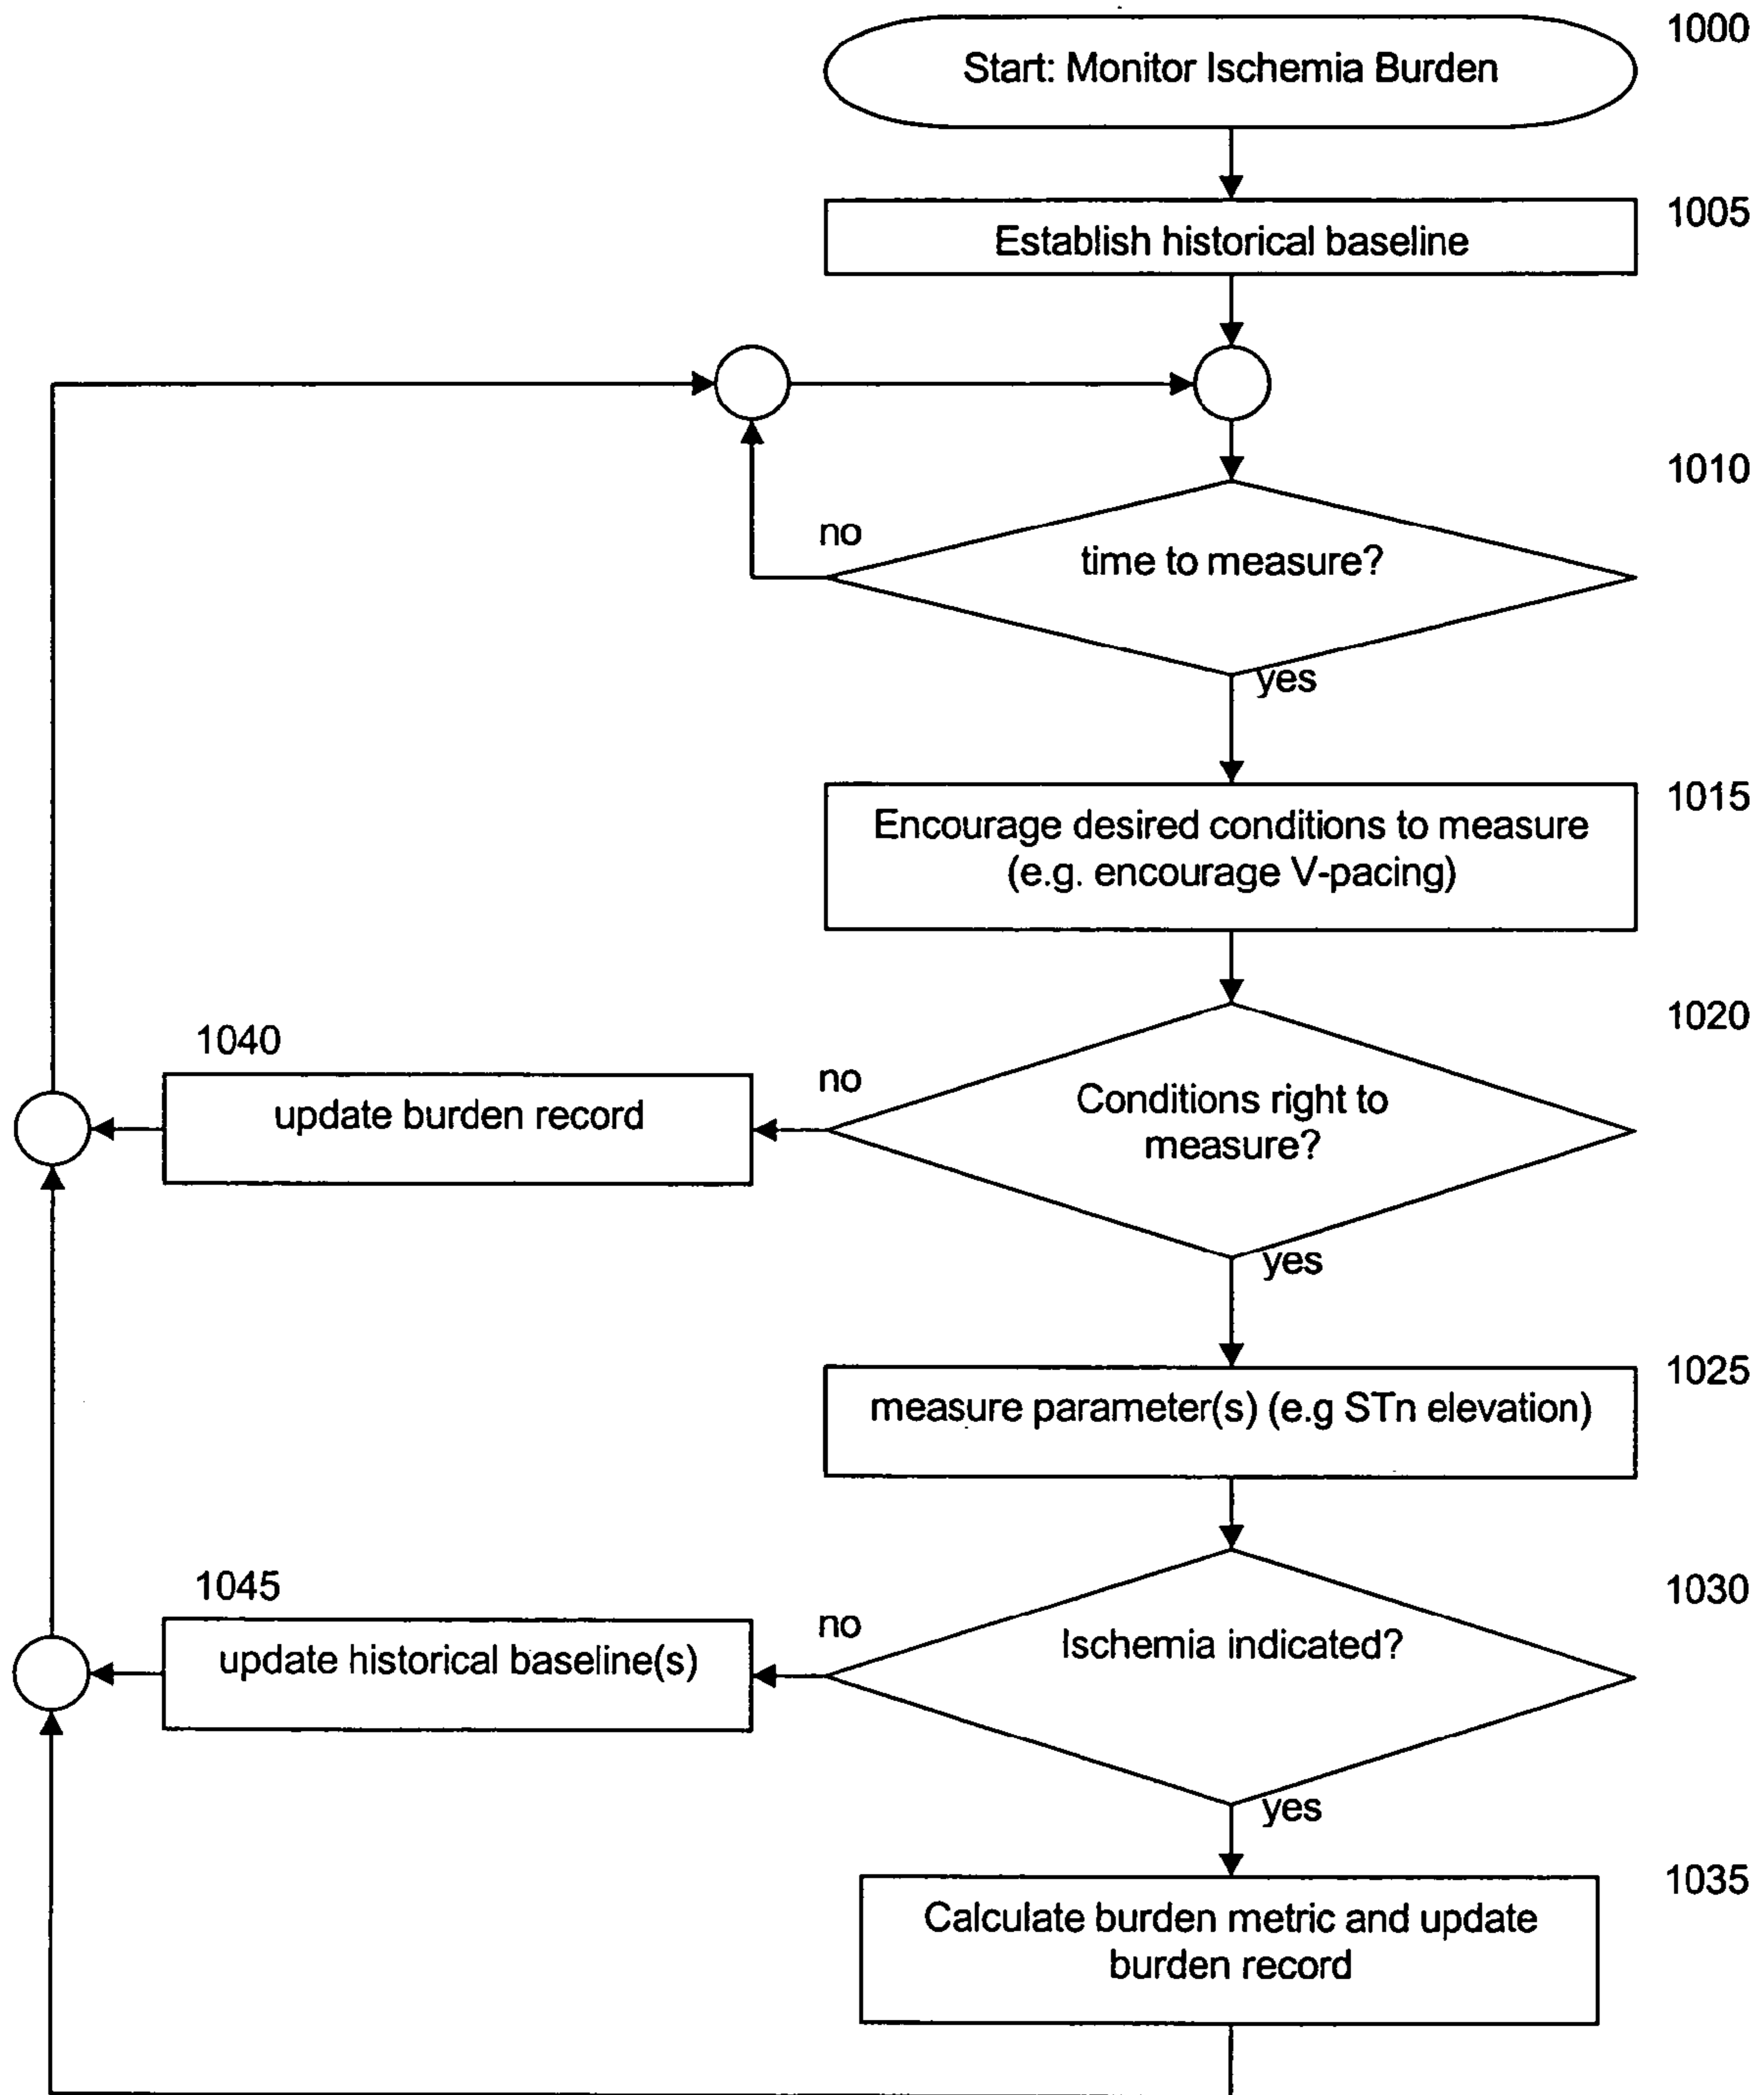 1000
Start: Monitor Ischemia Burden
1005
Establish historical baseline
1010
no
time to measure?
yes
1015
Encourage desired conditions to measure
(e.g. encourage V-pacing)
1020
1040
no
update burden record
Conditions right to
measure?
yes
1025
measure parameter(s) (e.g STn elevation)
1045
1030
no
update historical baseline(s)
Ischemia indicated?
yes
1035
Calculate burden metric and update
burden record